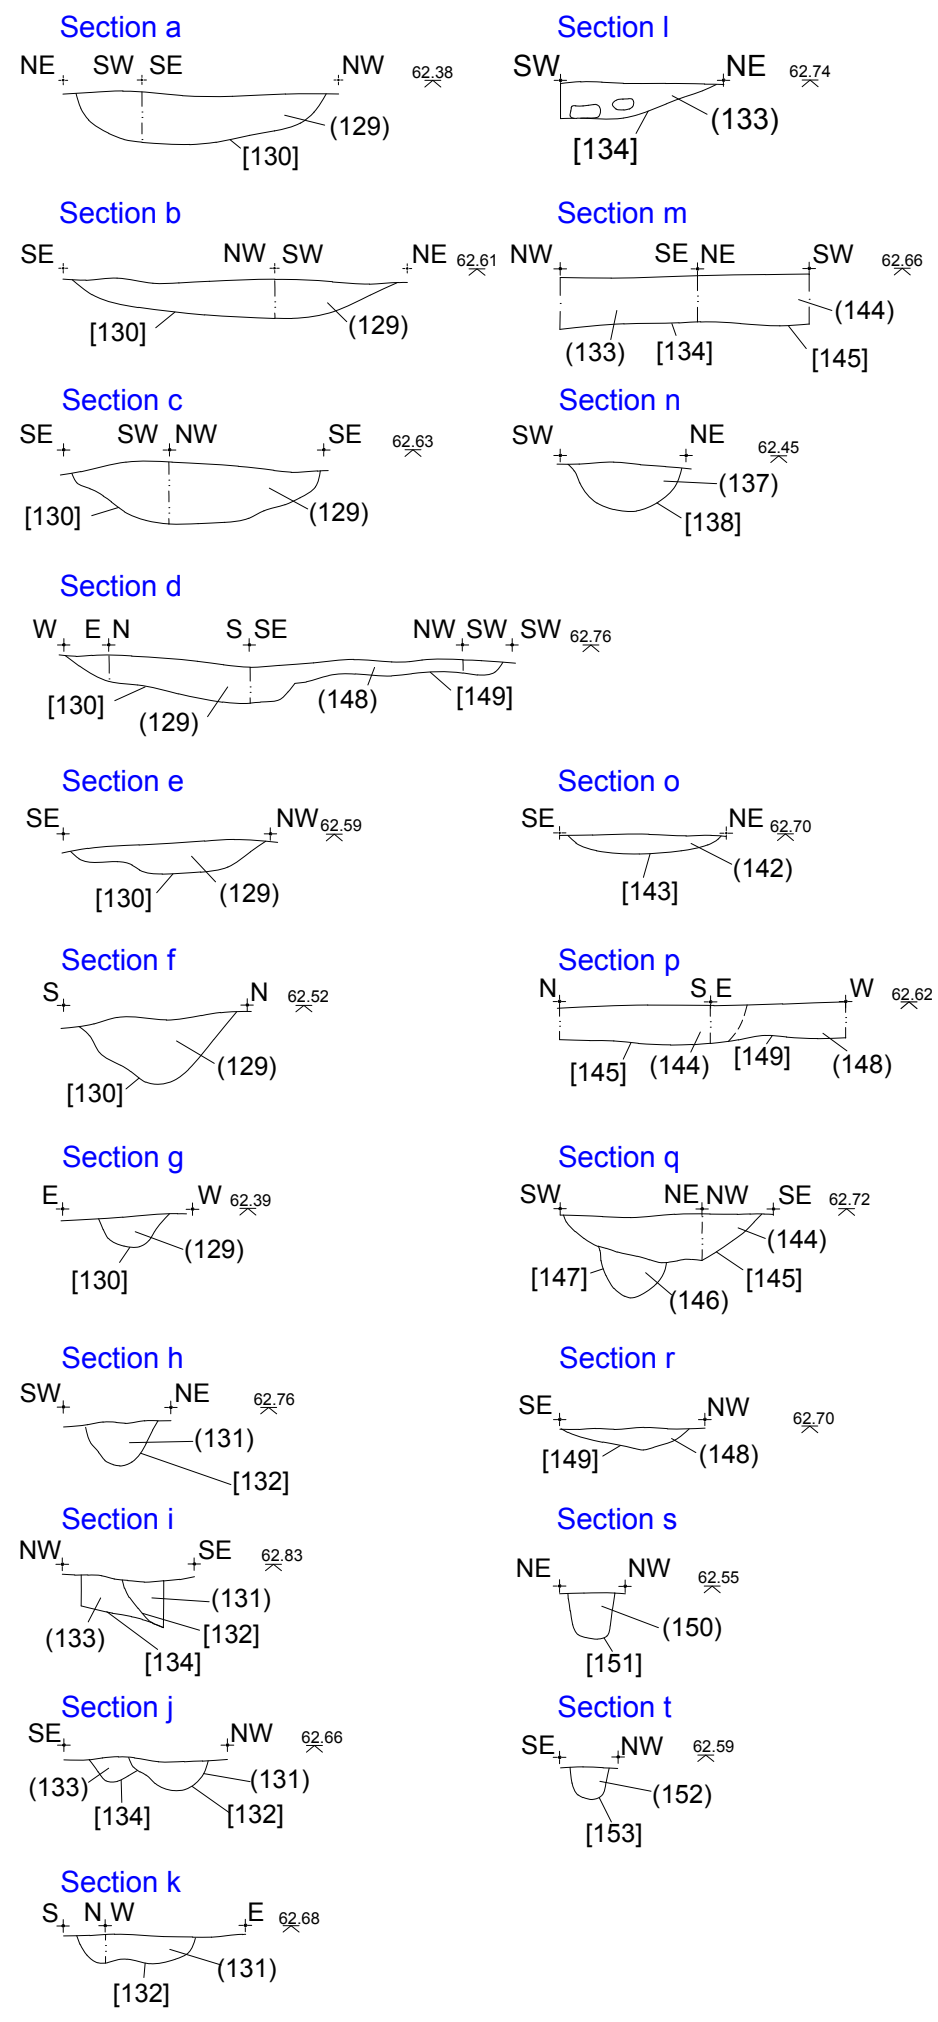 Section a
NE SW SE NW 62.38
(129)
[130]
Section b
SE NW SW NE 62.61
(129)
[130]
Section c
SE SW NW SE 62.63
[130] (129)
Section d
W E N S SE NW SW SW 62.76
[130] (129) (148) [149]
Section e
SE NW 62.59
[130] (129)
Section f
S N 62.52
(129)
[130]
Section g
E W 62.39
(129)
[130]
Section h
SW NE 62.76
(131)
[132]
Section i
NW SE 62.83
(131)
(133) [132]
[134]
Section j
SE NW 62.66
(133) (131)
[134] [132]
Section k
S N W E 62.68
(131)
[132]
Section l
SW NE 62.74
(133)
[134]
Section m
NW SE NE SW 62.66
(144)
(133) [134] [145]
Section n
SW NE 62.45
(137)
[138]
Section o
SE NE 62.70
(142)
[143]
Section p
N S E W 62.62
[145] (144) [149] (148)
Section q
SW NE NW SE 62.72
(144)
[147] [145]
(146)
Section r
SE NW 62.70
[149] (148)
Section s
NE NW 62.55
(150)
[151]
Section t
SE NW 62.59
(152)
[153]